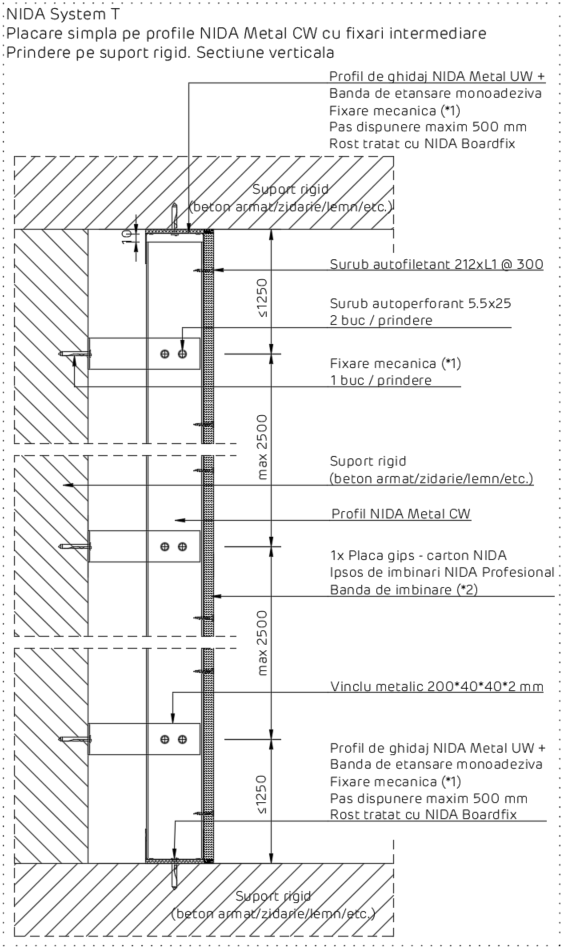 NIDA System T
Placare simpla pe profile NIDA Metal CW cu fixari intermediare
Prindere pe suport rigid. Sectiune verticala
Profil de ghidaj NIDA Metal UW +
Banda de etansare monoadeziva
Fixare mecanica (*1)
Pas dispunere maxim 500 mm
Rost tratat cu NIDA Boardfix
Suport rigid
(beton armat/zidarie/lemn/etc.)
10
Surub autofiletant 212xL1 @ 300
≤1250
Surub autoperforant 5.5x25
2 buc / prindere
Fixare mecanica (*1)
1 buc / prindere
max 2500
Suport rigid
(beton armat/zidarie/lemn/etc.)
Profil NIDA Metal CW
1x Placa gips - carton NIDA
Ipsos de imbinari NIDA Profesional
Banda de imbinare (*2)
max 2500
Vinclu metalic 200*40*40*2 mm
≤1250
Profil de ghidaj NIDA Metal UW +
Banda de etansare monoadeziva
Fixare mecanica (*1)
Pas dispunere maxim 500 mm
Rost tratat cu NIDA Boardfix
Suport rigid
(beton armat/zidarie/lemn/etc.)